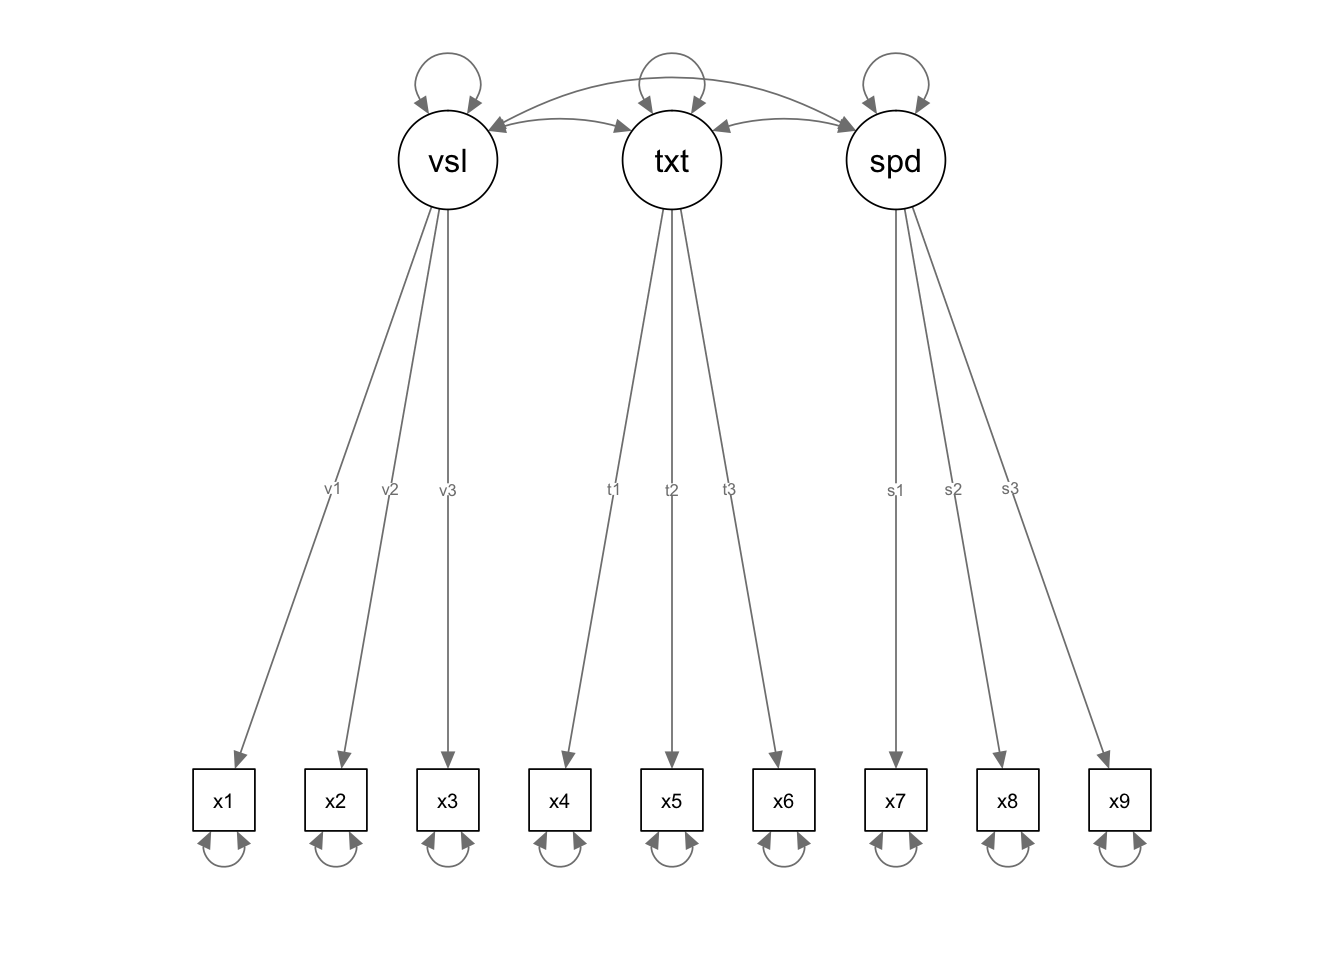 vsl txt spd
v1 v2 v3 t1 t2 t3 s1 s2 s3
x1 x2 x3 x4 x5 x6 x7 x8 x9